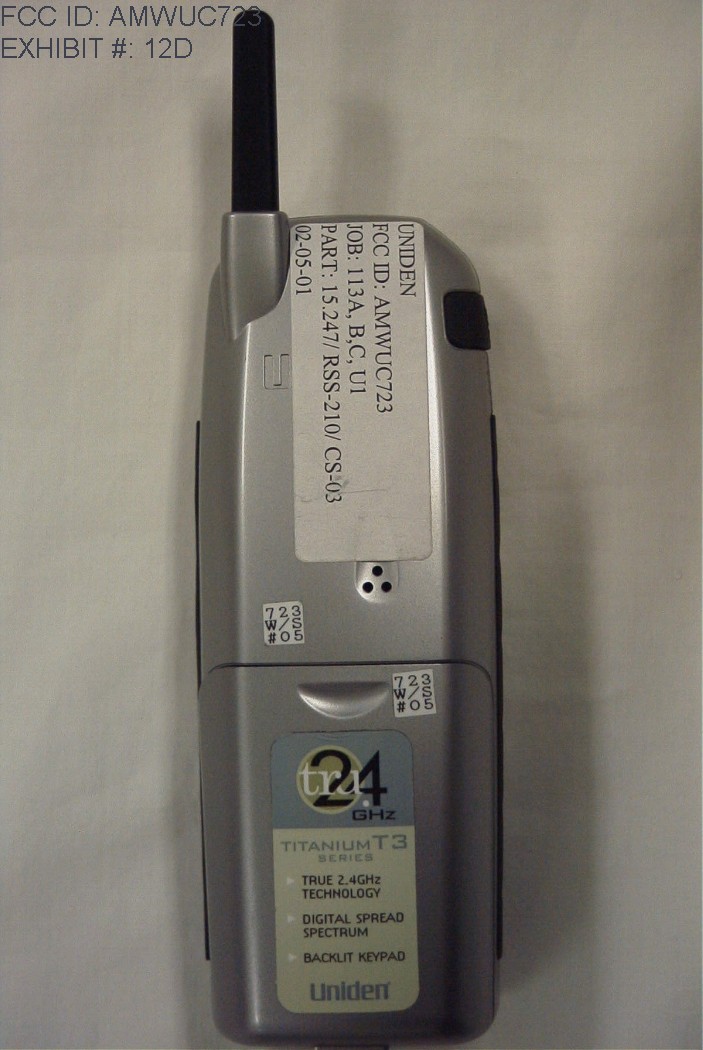 FCC ID: AMWUC723
EXHIBIT #: 12D
UNIDEN
FCC ID: AMWUC723
JOB: 113A, B,C, U1
PART: 15.247/ RSS-210/ CS-03
02-05-01
723
W/S
#05
723
W/S
#05
tru 2.4
GHz
TITANIUM T3
SERIES
TRUE 2.4GHz
TECHNOLOGY
DIGITAL SPREAD
SPECTRUM
BACKLIT KEYPAD
Uniden